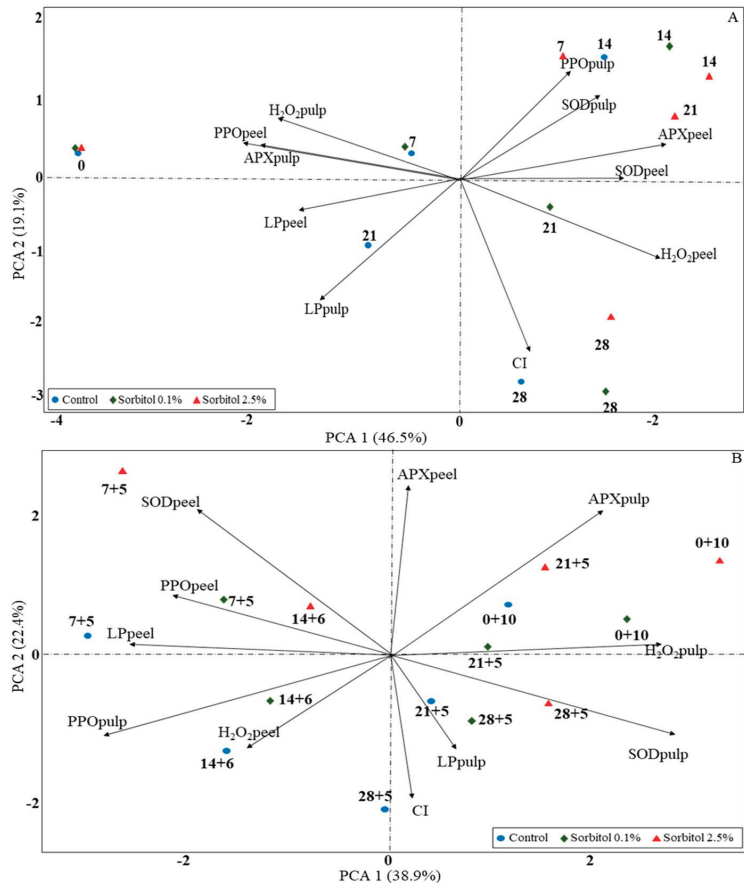 A
2
1
0
-1
-2
-3
PCA 2 (19.1%)
14
7
14
PPOpulp
14
H₂O₂pulp
SODpulp
21
PPOpeel
APXpulp
7
APXpeel
0
SODpeel
LPpeel
21
21
H₂O₂peel
LPpulp
28
CI
28
28
Control Sorbitol 0.1% Sorbitol 2.5%
-4
-2
0
-2
PCA 1 (46.5%)
B
2
0
-2
PCA 2 (22.4%)
7+5
APXpeel
SODpeel
APXpulp
0+10
PPOpeel
21+5
7+5
14+6
0+10
7+5
LPpeel
0+10
H₂O₂pulp
21+5
14+6
PPOpulp
H₂O₂peel
21+5
28+5
28+5
14+6
LPpulp
SODpulp
28+5
CI
Control Sorbitol 0.1% Sorbitol 2.5%
-2
0
2
PCA 1 (38.9%)